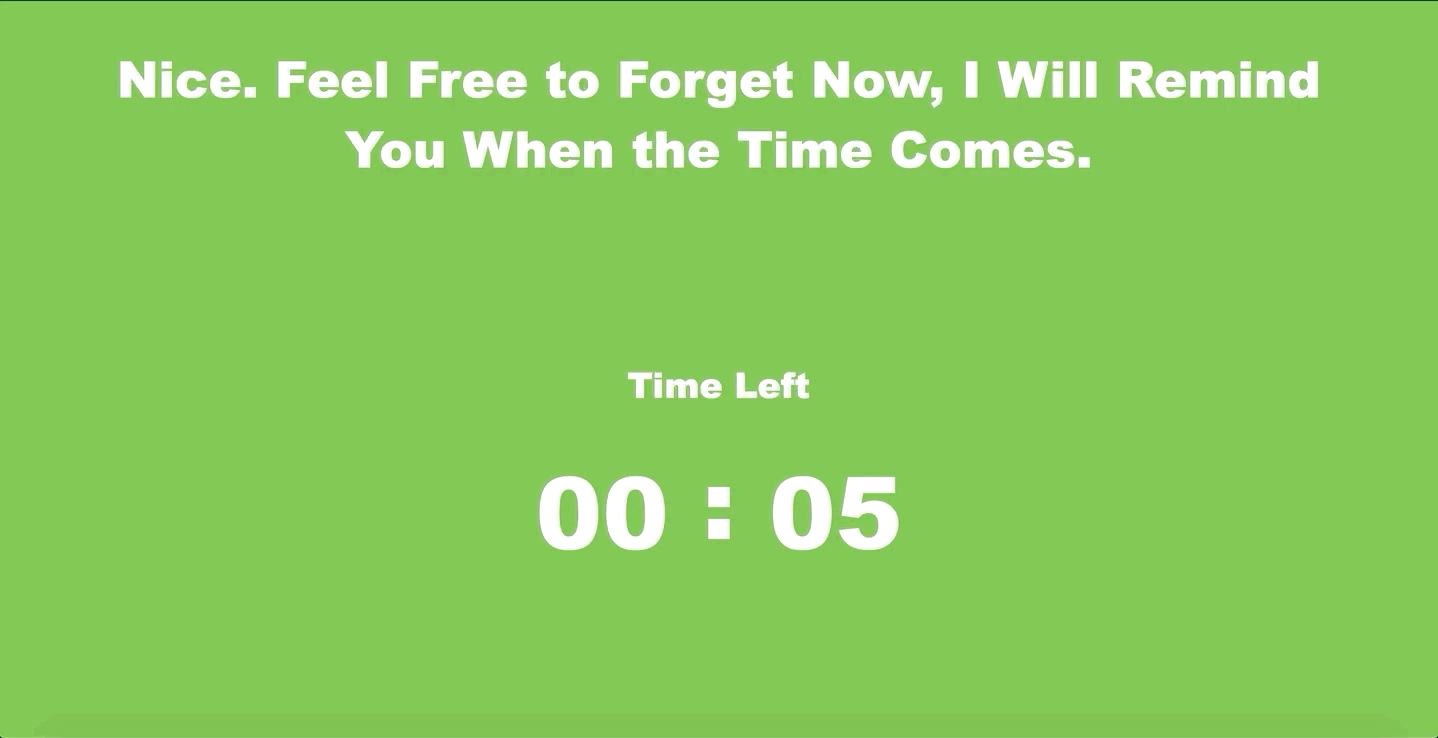 Nice. Feel Free to Forget Now, I Will Remind
You When the Time Comes.
Time Left
00 : 05